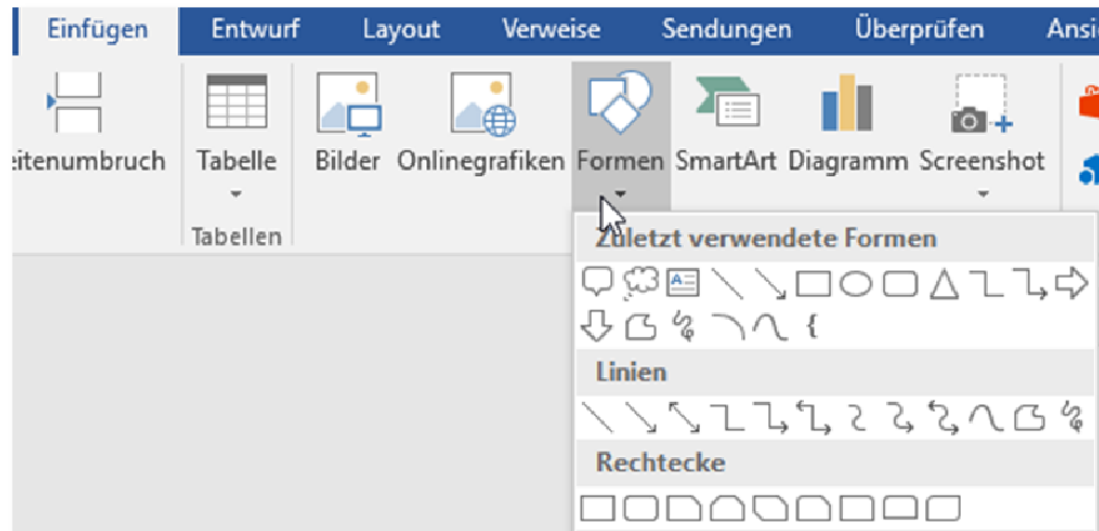 Einfügen Entwurf Layout Verweise Sendungen Überprüfen Ansi
eitenumbruch Tabelle Bilder Onlinegrafiken Formen SmartArt Diagramm Screenshot
Tabellen
Zuletzt verwendete Formen
Linien
Rechtecke